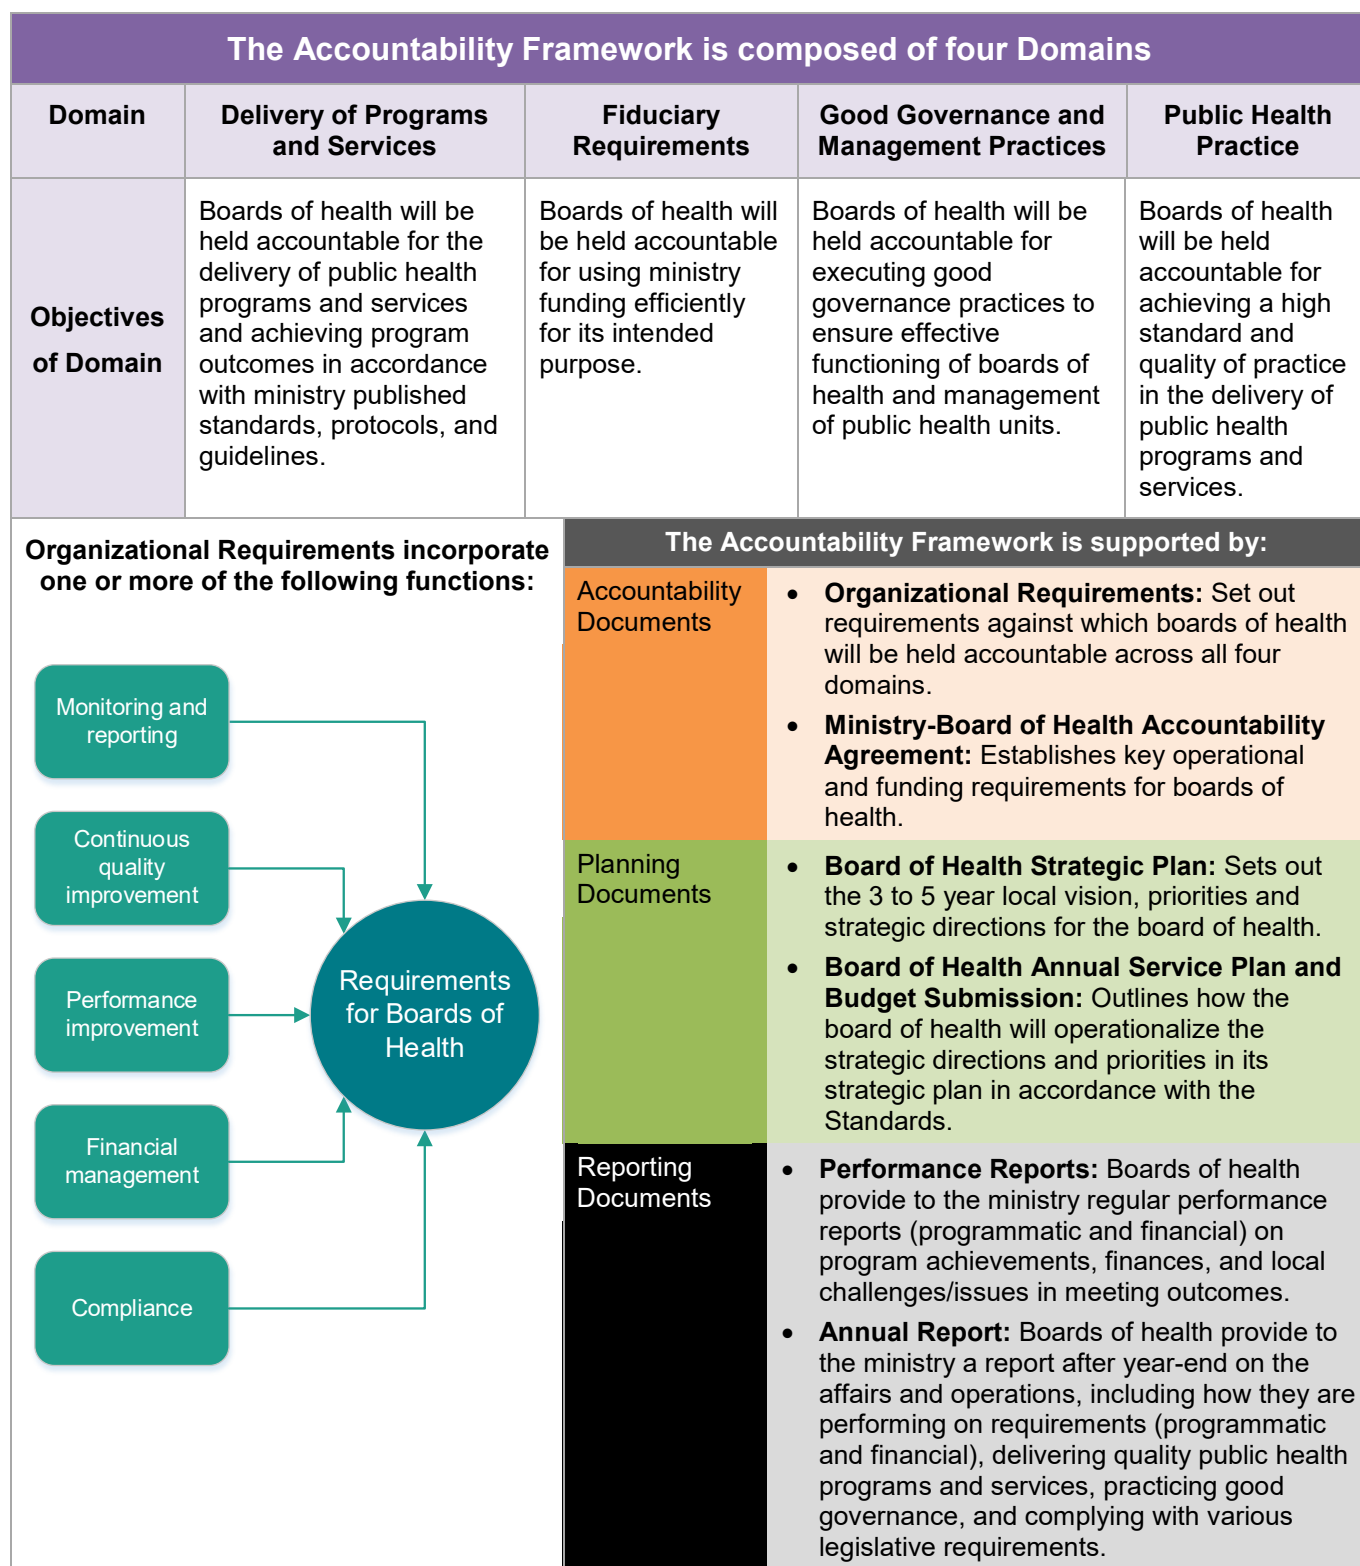 The Accountability Framework is composed of four Domains
Domain
Delivery of Programs
and Services
Fiduciary
Requirements
Good Governance and
Management Practices
Public Health
Practice
Objectives
of Domain
Boards of health will be
held accountable for the
delivery of public health
programs and services
and achieving program
outcomes in accordance
with ministry published
standards, protocols, and
guidelines.
Boards of health will
be held accountable
for using ministry
funding efficiently
for its intended
purpose.
Boards of health will be
held accountable for
executing good
governance practices to
ensure effective
functioning of boards of
health and management
of public health units.
Boards of health
will be held
accountable for
achieving a high
standard and
quality of practice
in the delivery of
public health
programs and
services.
Organizational Requirements incorporate
one or more of the following functions:
Monitoring and
reporting
Continuous
quality
improvement
Performance
improvement
Financial
management
Compliance
Requirements
for Boards of
Health
The Accountability Framework is supported by:
Accountability
Documents
• Organizational Requirements: Set out
requirements against which boards of health
will be held accountable across all four
domains.
• Ministry-Board of Health Accountability
Agreement: Establishes key operational
and funding requirements for boards of
health.
Planning
Documents
• Board of Health Strategic Plan: Sets out
the 3 to 5 year local vision, priorities and
strategic directions for the board of health.
• Board of Health Annual Service Plan and
Budget Submission: Outlines how the
board of health will operationalize the
strategic directions and priorities in its
strategic plan in accordance with the
Standards.
Reporting
Documents
• Performance Reports: Boards of health
provide to the ministry regular performance
reports (programmatic and financial) on
program achievements, finances, and local
challenges/issues in meeting outcomes.
• Annual Report: Boards of health provide to
the ministry a report after year-end on the
affairs and operations, including how they are
performing on requirements (programmatic
and financial), delivering quality public health
programs and services, practicing good
governance, and complying with various
legislative requirements.